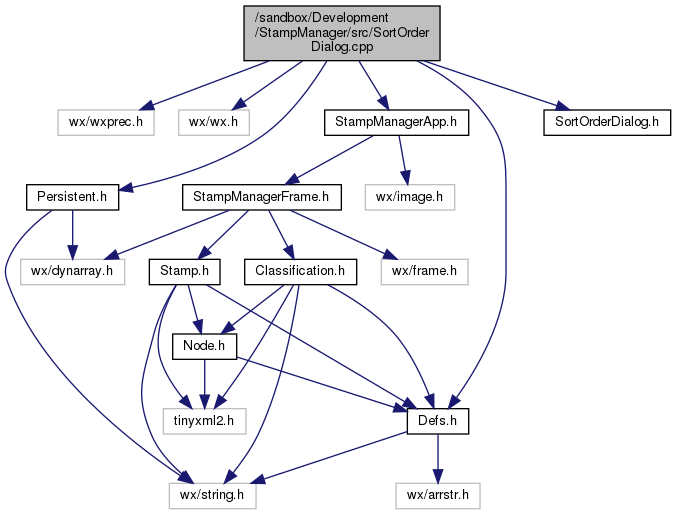 /sandbox/Development
/StampManager/src/SortOrder
Dialog.cpp
wx/wxprec.h
wx/wx.h
StampManagerApp.h
SortOrderDialog.h
Persistent.h
StampManagerFrame.h
wx/image.h
wx/dynarray.h
Stamp.h
Classification.h
wx/frame.h
Node.h
tinyxml2.h
Defs.h
wx/string.h
wx/arrstr.h